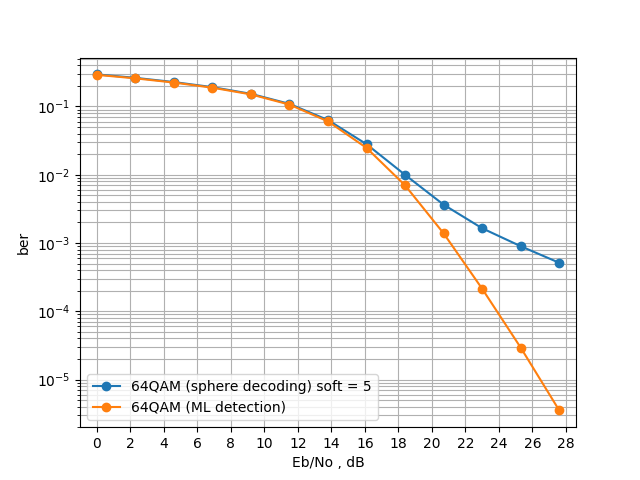 10⁻¹
10⁻²
10⁻³
10⁻⁴
10⁻⁵
ber
64QAM (sphere decoding) soft = 5
64QAM (ML detection)
0 2 4 6 8 10 12 14 16 18 20 22 24 26 28
Eb/No , dB